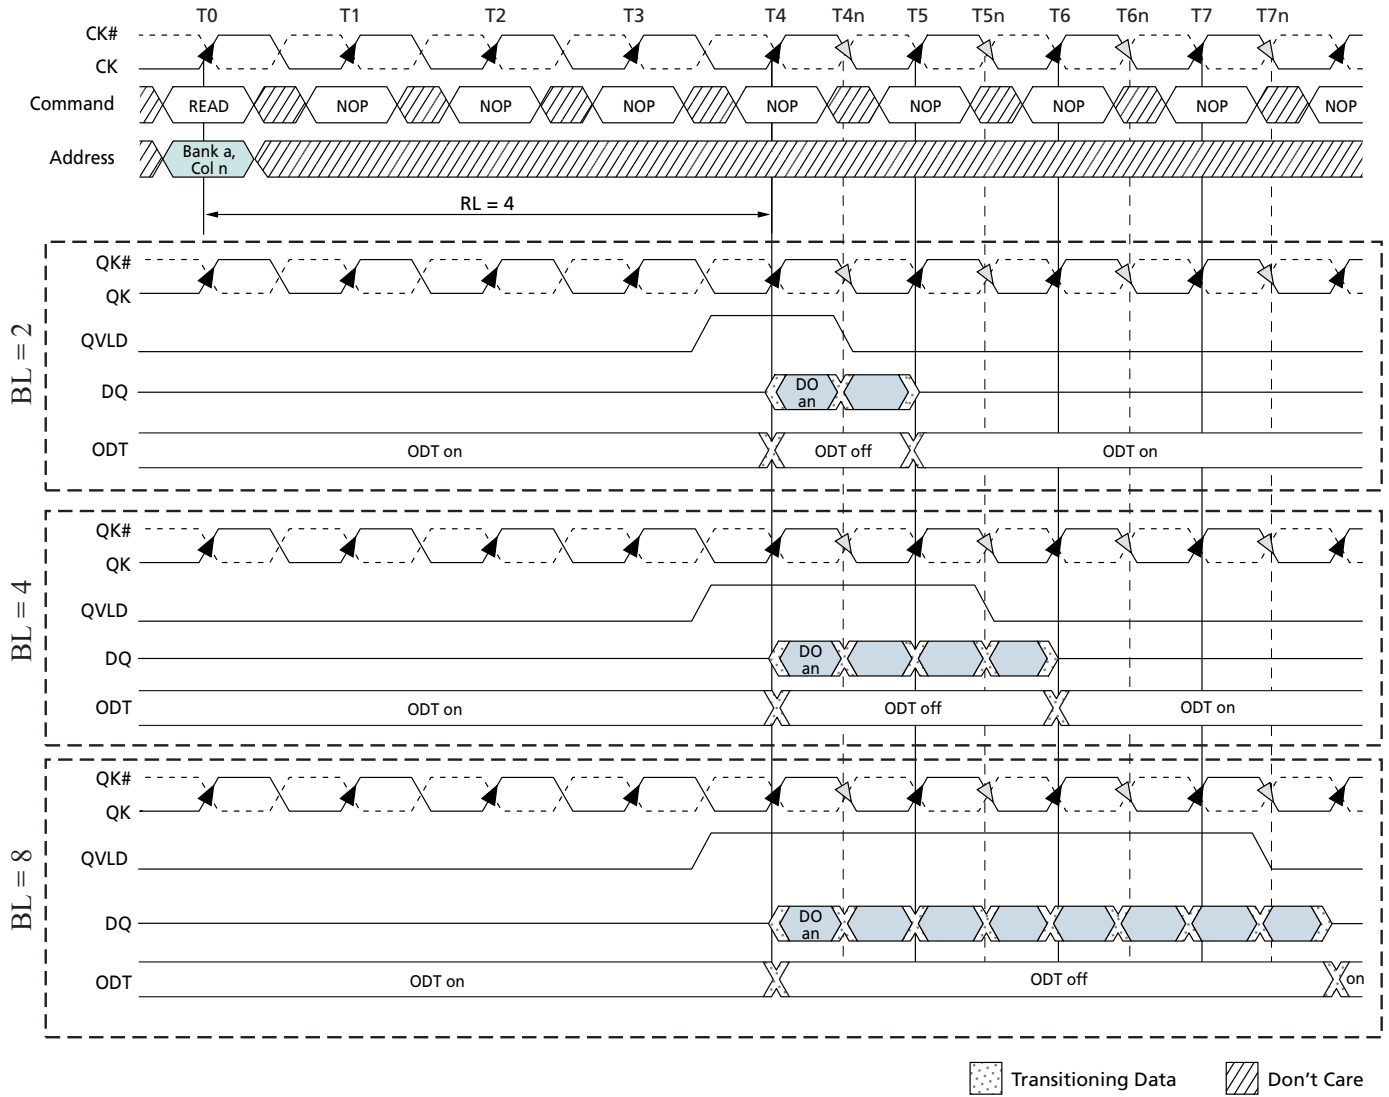 T0 T1 T2 T3 T4 T4n T5 T5n T6 T6n T7 T7n
CK#
CK
Command READ NOP NOP NOP NOP NOP NOP NOP NOP
Address Bank a,
Col n
RL = 4
BL = 2
QK#
QK
QVLD
DQ DO
an
ODT ODT on ODT off ODT on
BL = 4
QK#
QK
QVLD
DQ DO
an
ODT ODT on ODT off ODT on
BL = 8
QK#
QK
QVLD
DQ DO
an
ODT ODT on ODT off on
Transitioning Data Don't Care